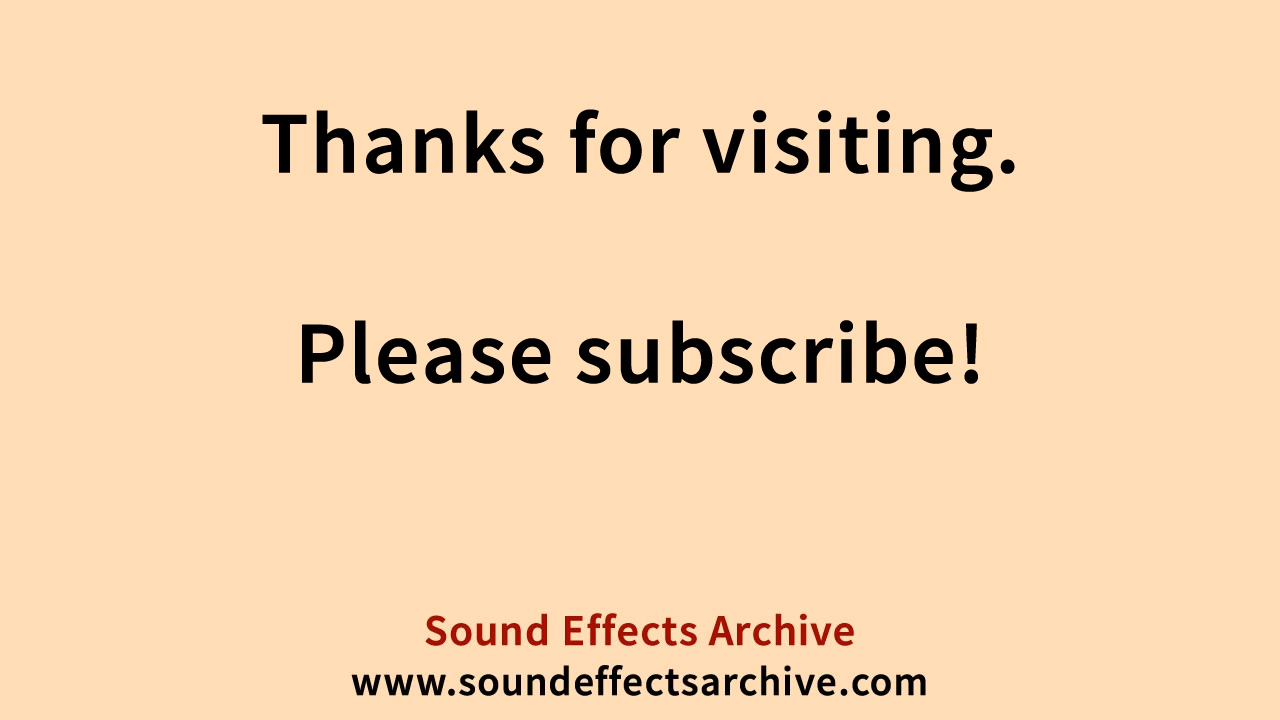 Thanks for visiting.
Please subscribe!
Sound Effects Archive
www.soundeffectsarchive.com